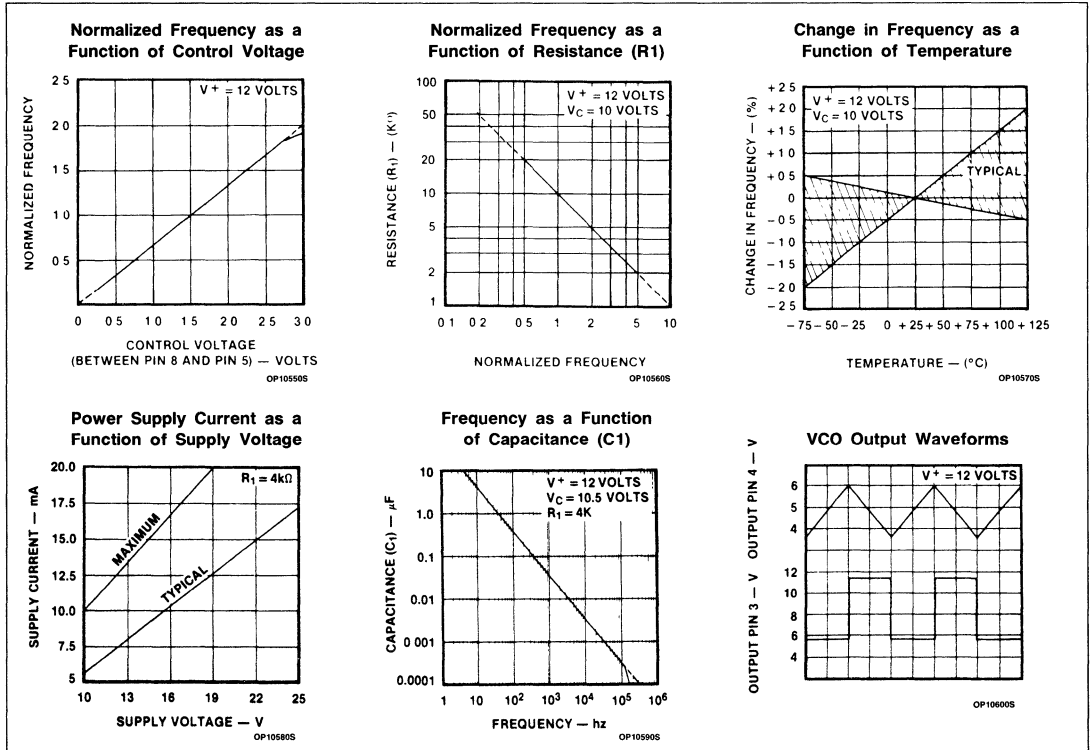 Normalized Frequency as a
Function of Control Voltage
NORMALIZED FREQUENCY
2 5
2 0
1 5
1 0
0 5
V+ = 12 VOLTS
0 0 5 1 0 1 5 2 0 2 5 3 0
CONTROL VOLTAGE
(BETWEEN PIN 8 AND PIN 5) — VOLTS
OP10550S
Normalized Frequency as a
Function of Resistance (R1)
RESISTANCE (R1) — (KΩ)
100
50
20
10
5
2
1
V+ = 12 VOLTS
VC = 10 VOLTS
0 1 0 2 0 5 1 2 5 10
NORMALIZED FREQUENCY
OP10560S
Change in Frequency as a
Function of Temperature
CHANGE IN FREQUENCY — (%)
+ 2 5
+ 2 0
+ 1 5
+ 1 0
+ 0 5
0
− 0 5
− 1 0
− 1 5
− 2 0
− 2 5
V+ = 12 VOLTS
VC = 10 VOLTS
TYPICAL
− 75 − 50 − 25 0 + 25 + 50 + 75 + 100 + 125
TEMPERATURE — (°C)
OP10570S
Power Supply Current as a
Function of Supply Voltage
SUPPLY CURRENT — mA
20.0
17.5
15.0
12.5
10.0
7.5
5
R1 = 4kΩ
MAXIMUM
TYPICAL
10 13 16 19 22 25
SUPPLY VOLTAGE — V
OP10580S
Frequency as a Function
of Capacitance (C1)
CAPACITANCE (C1) — μF
10
1.0
0.1
0.01
0.001
0.0001
V+ = 12 VOLTS
VC = 10.5 VOLTS
R1 = 4K
1 10 10² 10³ 10⁴ 10⁵ 10⁶
FREQUENCY — hz
OP10590S
VCO Output Waveforms
OUTPUT PIN 3 — V OUTPUT PIN 4 — V
V+ = 12 VOLTS
6
5
4
12
10
8
6
4
OP10600S